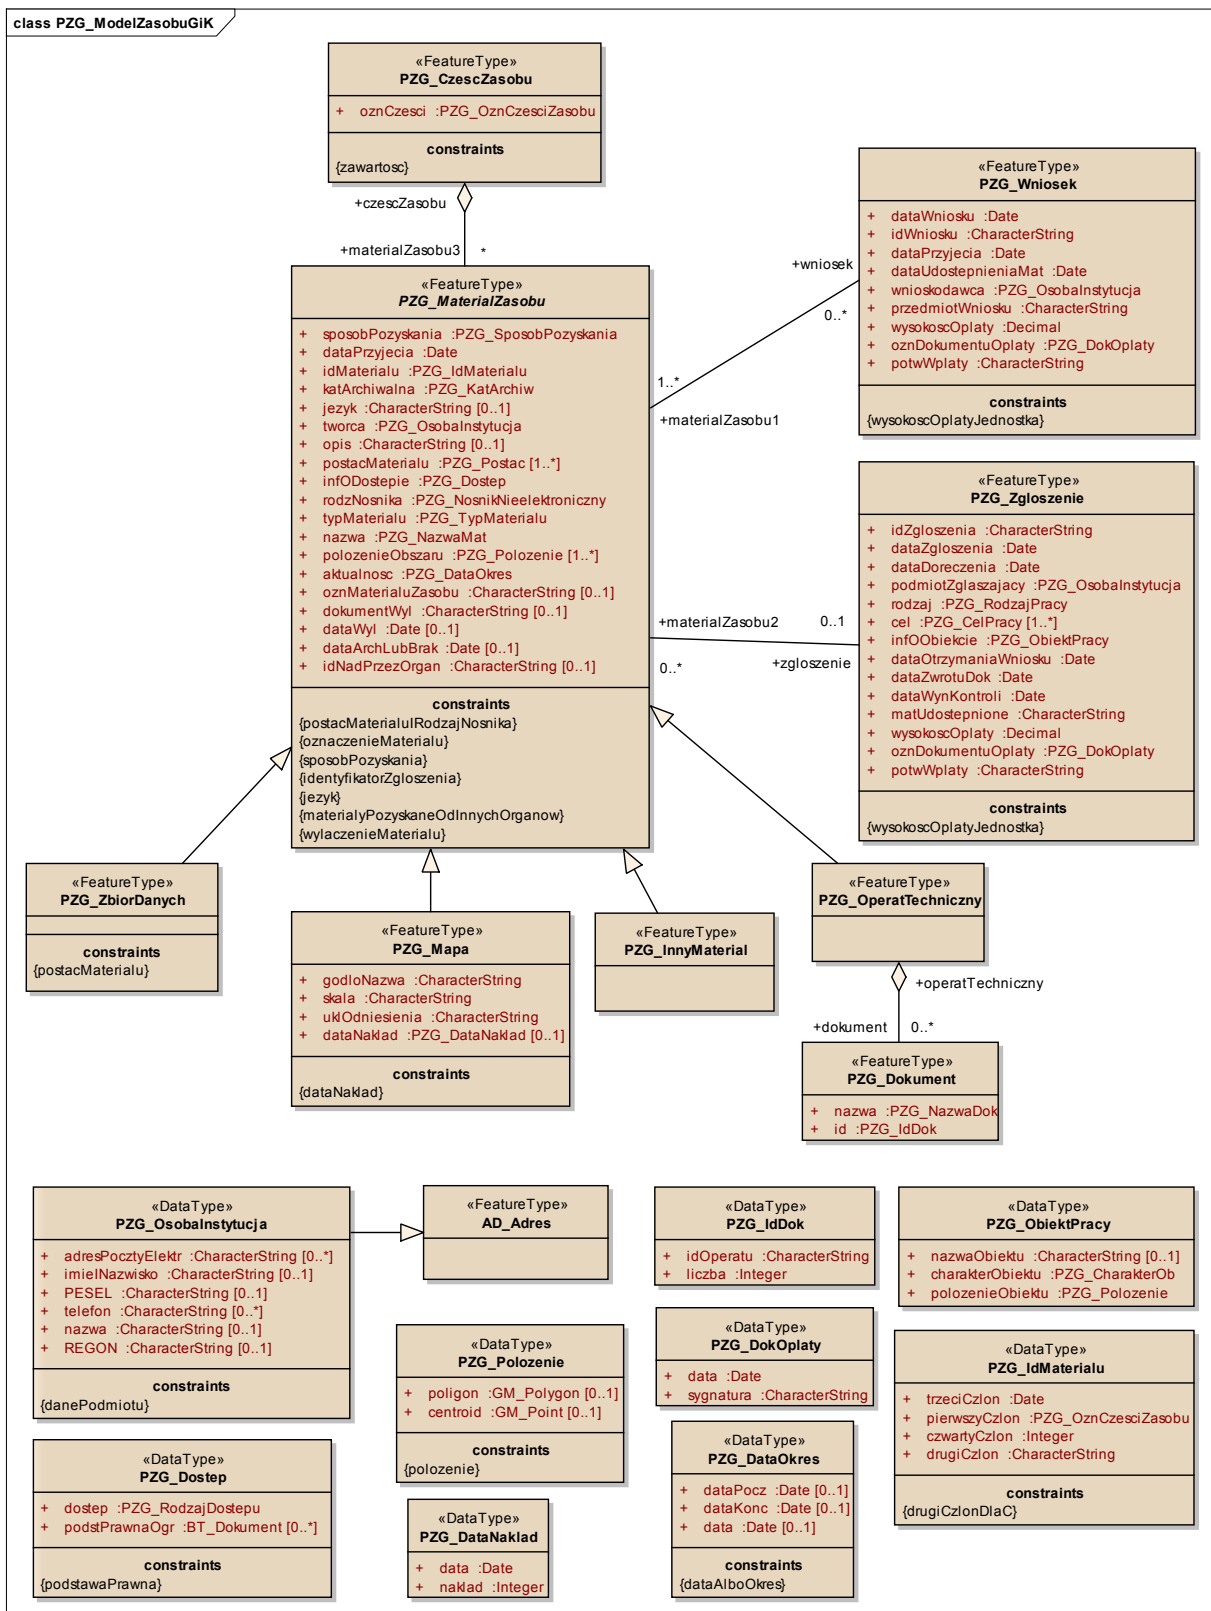 class PZG_ModelZasobuGiK
«FeatureType»
PZG_CzescZasobu
+ oznCzesci :PZG_OznCzesciZasobu
constraints
{zawartosc}
+czescZasobu
+materialZasobu3 *
«FeatureType»
PZG_MaterialZasobu
+ sposobPozyskania :PZG_SposobPozyskania
+ dataPrzyjecia :Date
+ idMaterialu :PZG_IdMaterialu
+ katArchiwalna :PZG_KatArchiw
+ jezyk :CharacterString [0..1]
+ tworca :PZG_OsobaInstytucja
+ opis :CharacterString [0..1]
+ postacMaterialu :PZG_Postac [1..*]
+ infODostepie :PZG_Dostep
+ rodzNosnika :PZG_NosnikNieelektroniczny
+ typMaterialu :PZG_TypMaterialu
+ nazwa :PZG_NazwaMat
+ polozenieObszaru :PZG_Polozenie [1..*]
+ aktualnosc :PZG_DataOkres
+ oznMaterialuZasobu :CharacterString [0..1]
+ dokumentWyl :CharacterString [0..1]
+ dataWyl :Date [0..1]
+ dataArchLubBrak :Date [0..1]
+ idNadPrzezOrgan :CharacterString [0..1]
constraints
{postacMaterialuIRodzajNosnika}
{oznaczenieMaterialu}
{sposobPozyskania}
{identyfikatorZgloszenia}
{jezyk}
{materialyPozyskaneOdInnychOrganow}
{wylaczenieMaterialu}
+wniosek
0..*
1..*
+materialZasobu1
«FeatureType»
PZG_Wniosek
+ dataWniosku :Date
+ idWniosku :CharacterString
+ dataPrzyjecia :Date
+ dataUdostepnieniaMat :Date
+ wnioskodawca :PZG_OsobaInstytucja
+ przedmiotWniosku :CharacterString
+ wysokoscOplaty :Decimal
+ oznDokumentuOplaty :PZG_DokOplaty
+ potwWplaty :CharacterString
constraints
{wysokoscOplatyJednostka}
+materialZasobu2 0..1
0..* +zgloszenie
«FeatureType»
PZG_Zgloszenie
+ idZgloszenia :CharacterString
+ dataZgloszenia :Date
+ dataDoreczenia :Date
+ podmiotZglaszajacy :PZG_OsobaInstytucja
+ rodzaj :PZG_RodzajPracy
+ cel :PZG_CelPracy [1..*]
+ infOObiekcie :PZG_ObiektPracy
+ dataOtrzymaniaWniosku :Date
+ dataZwrotuDok :Date
+ dataWynKontroli :Date
+ matUdostepnione :CharacterString
+ wysokoscOplaty :Decimal
+ oznDokumentuOplaty :PZG_DokOplaty
+ potwWplaty :CharacterString
constraints
{wysokoscOplatyJednostka}
«FeatureType»
PZG_ZbiorDanych
constraints
{postacMaterialu}
«FeatureType»
PZG_Mapa
+ godloNazwa :CharacterString
+ skala :CharacterString
+ uklOdniesienia :CharacterString
+ dataNaklad :PZG_DataNaklad [0..1]
constraints
{dataNaklad}
«FeatureType»
PZG_InnyMaterial
«FeatureType»
PZG_OperatTechniczny
+operatTechniczny
+dokument 0..*
«FeatureType»
PZG_Dokument
+ nazwa :PZG_NazwaDok
+ id :PZG_IdDok
«DataType»
PZG_OsobaInstytucja
+ adresPocztyElektr :CharacterString [0..*]
+ imieINazwisko :CharacterString [0..1]
+ PESEL :CharacterString [0..1]
+ telefon :CharacterString [0..*]
+ nazwa :CharacterString [0..1]
+ REGON :CharacterString [0..1]
constraints
{danePodmiotu}
«FeatureType»
AD_Adres
«DataType»
PZG_IdDok
+ idOperatu :CharacterString
+ liczba :Integer
«DataType»
PZG_ObiektPracy
+ nazwaObiektu :CharacterString [0..1]
+ charakterObiektu :PZG_CharakterOb
+ polozenieObiektu :PZG_Polozenie
«DataType»
PZG_Polozenie
+ poligon :GM_Polygon [0..1]
+ centroid :GM_Point [0..1]
constraints
{polozenie}
«DataType»
PZG_DokOplaty
+ data :Date
+ sygnatura :CharacterString
«DataType»
PZG_IdMaterialu
+ trzeciCzlon :Date
+ pierwszyCzlon :PZG_OznCzesciZasobu
+ czwartyCzlon :Integer
+ drugiCzlon :CharacterString
constraints
{drugiCzlonDlaC}
«DataType»
PZG_Dostep
+ dostep :PZG_RodzajDostepu
+ podstPrawnaOgr :BT_Dokument [0..*]
constraints
{podstawaPrawna}
«DataType»
PZG_DataNaklad
+ data :Date
+ naklad :Integer
«DataType»
PZG_DataOkres
+ dataPocz :Date [0..1]
+ dataKonc :Date [0..1]
+ data :Date [0..1]
constraints
{dataAlboOkres}